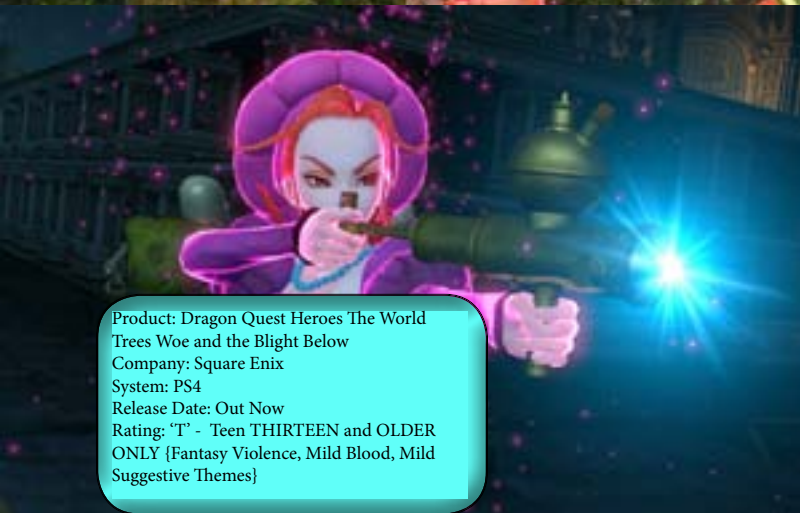 Product: Dragon Quest Heroes The World
Trees Woe and the Blight Below
Company: Square Enix
System: PS4
Release Date: Out Now
Rating: ‘T’ -  Teen THIRTEEN and OLDER
ONLY {Fantasy Violence, Mild Blood, Mild
Suggestive Themes}